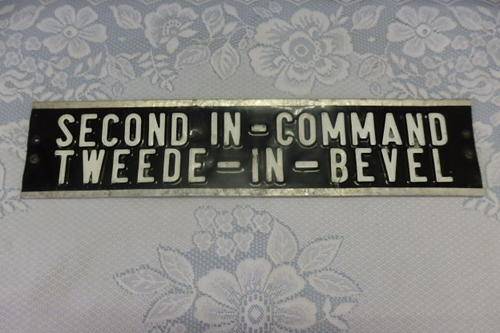 SECOND IN-COMMAND
TWEEDE-IN-BEVEL